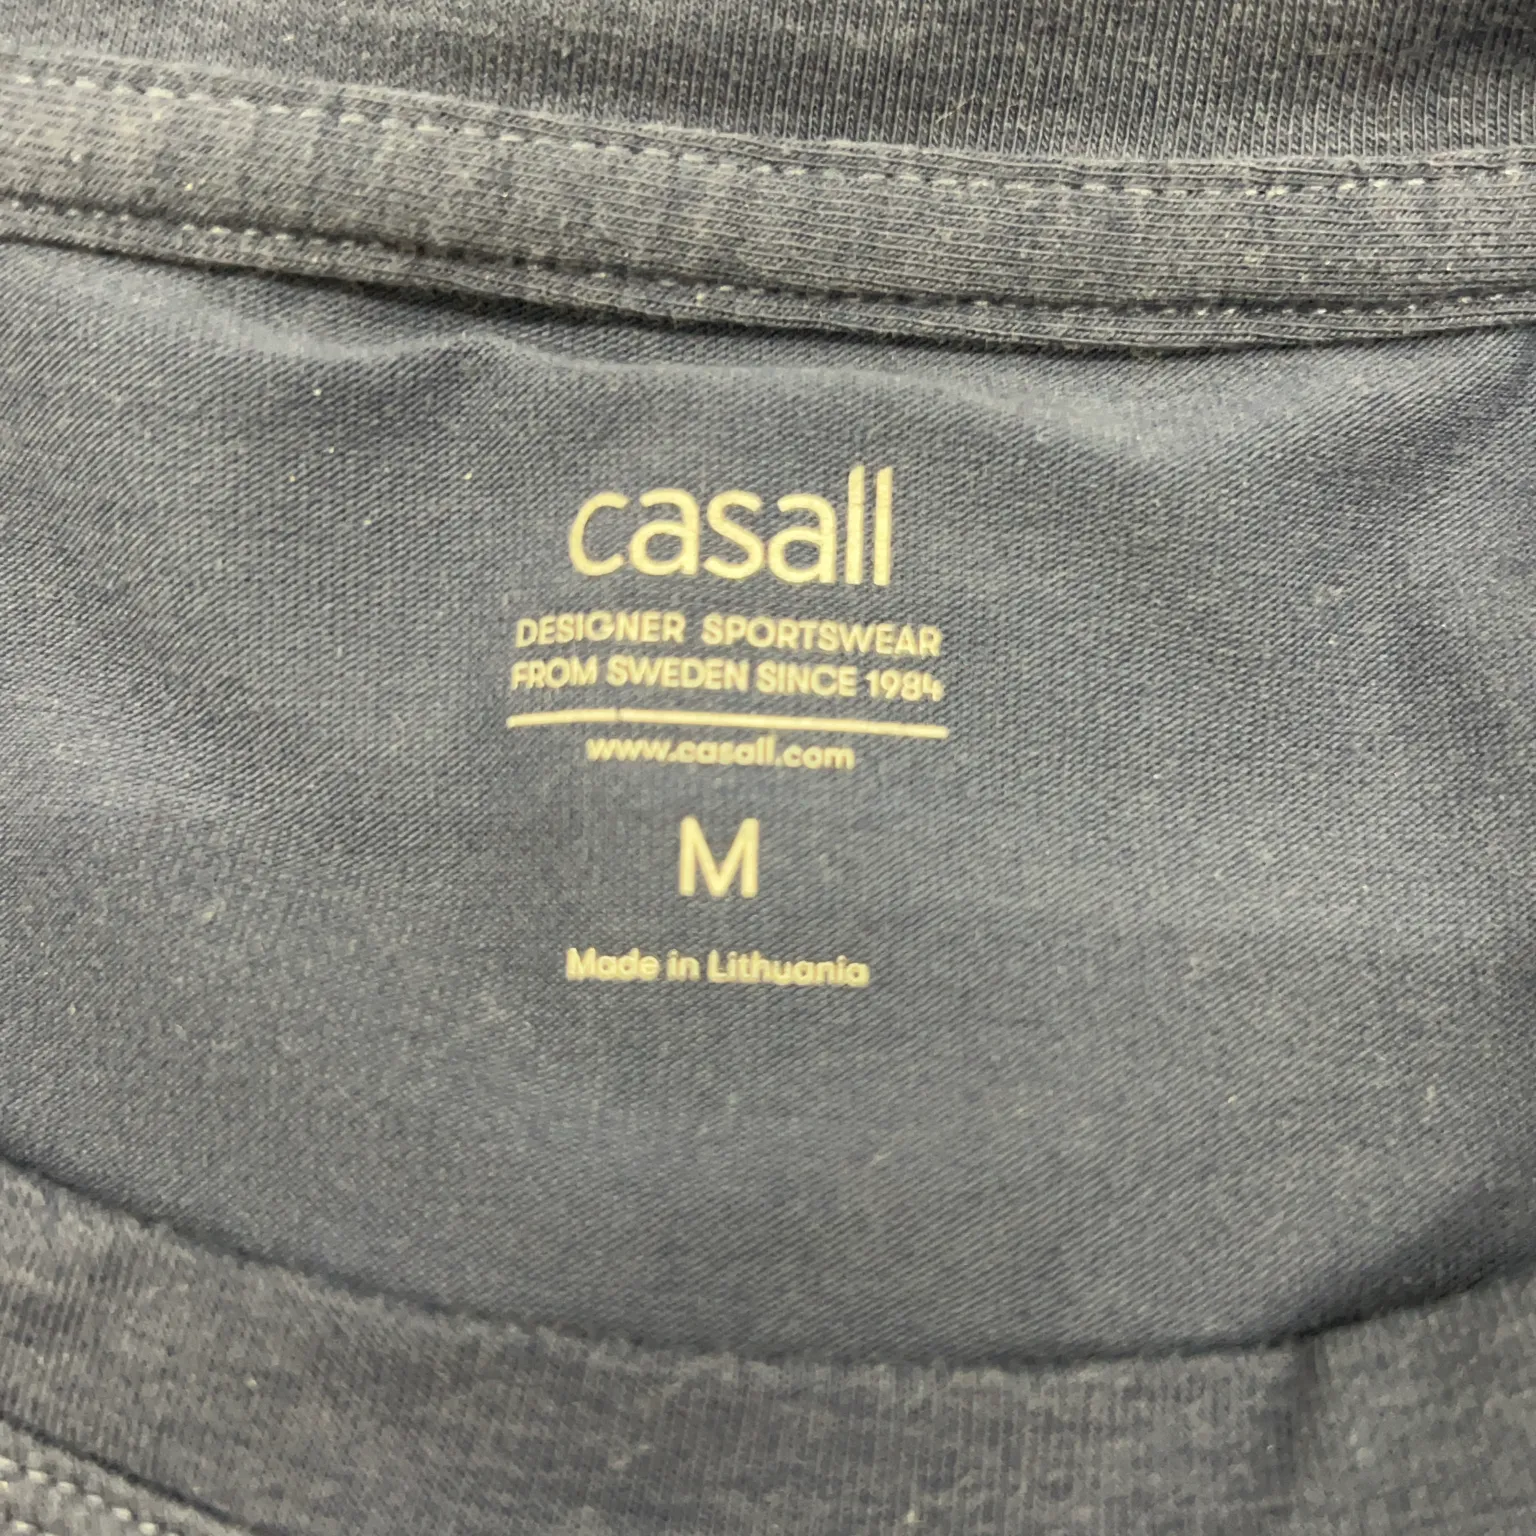 casall
DESIGNER SPORTSWEAR
FROM SWEDEN SINCE 1984
www.casall.com
M
Made in Lithuania